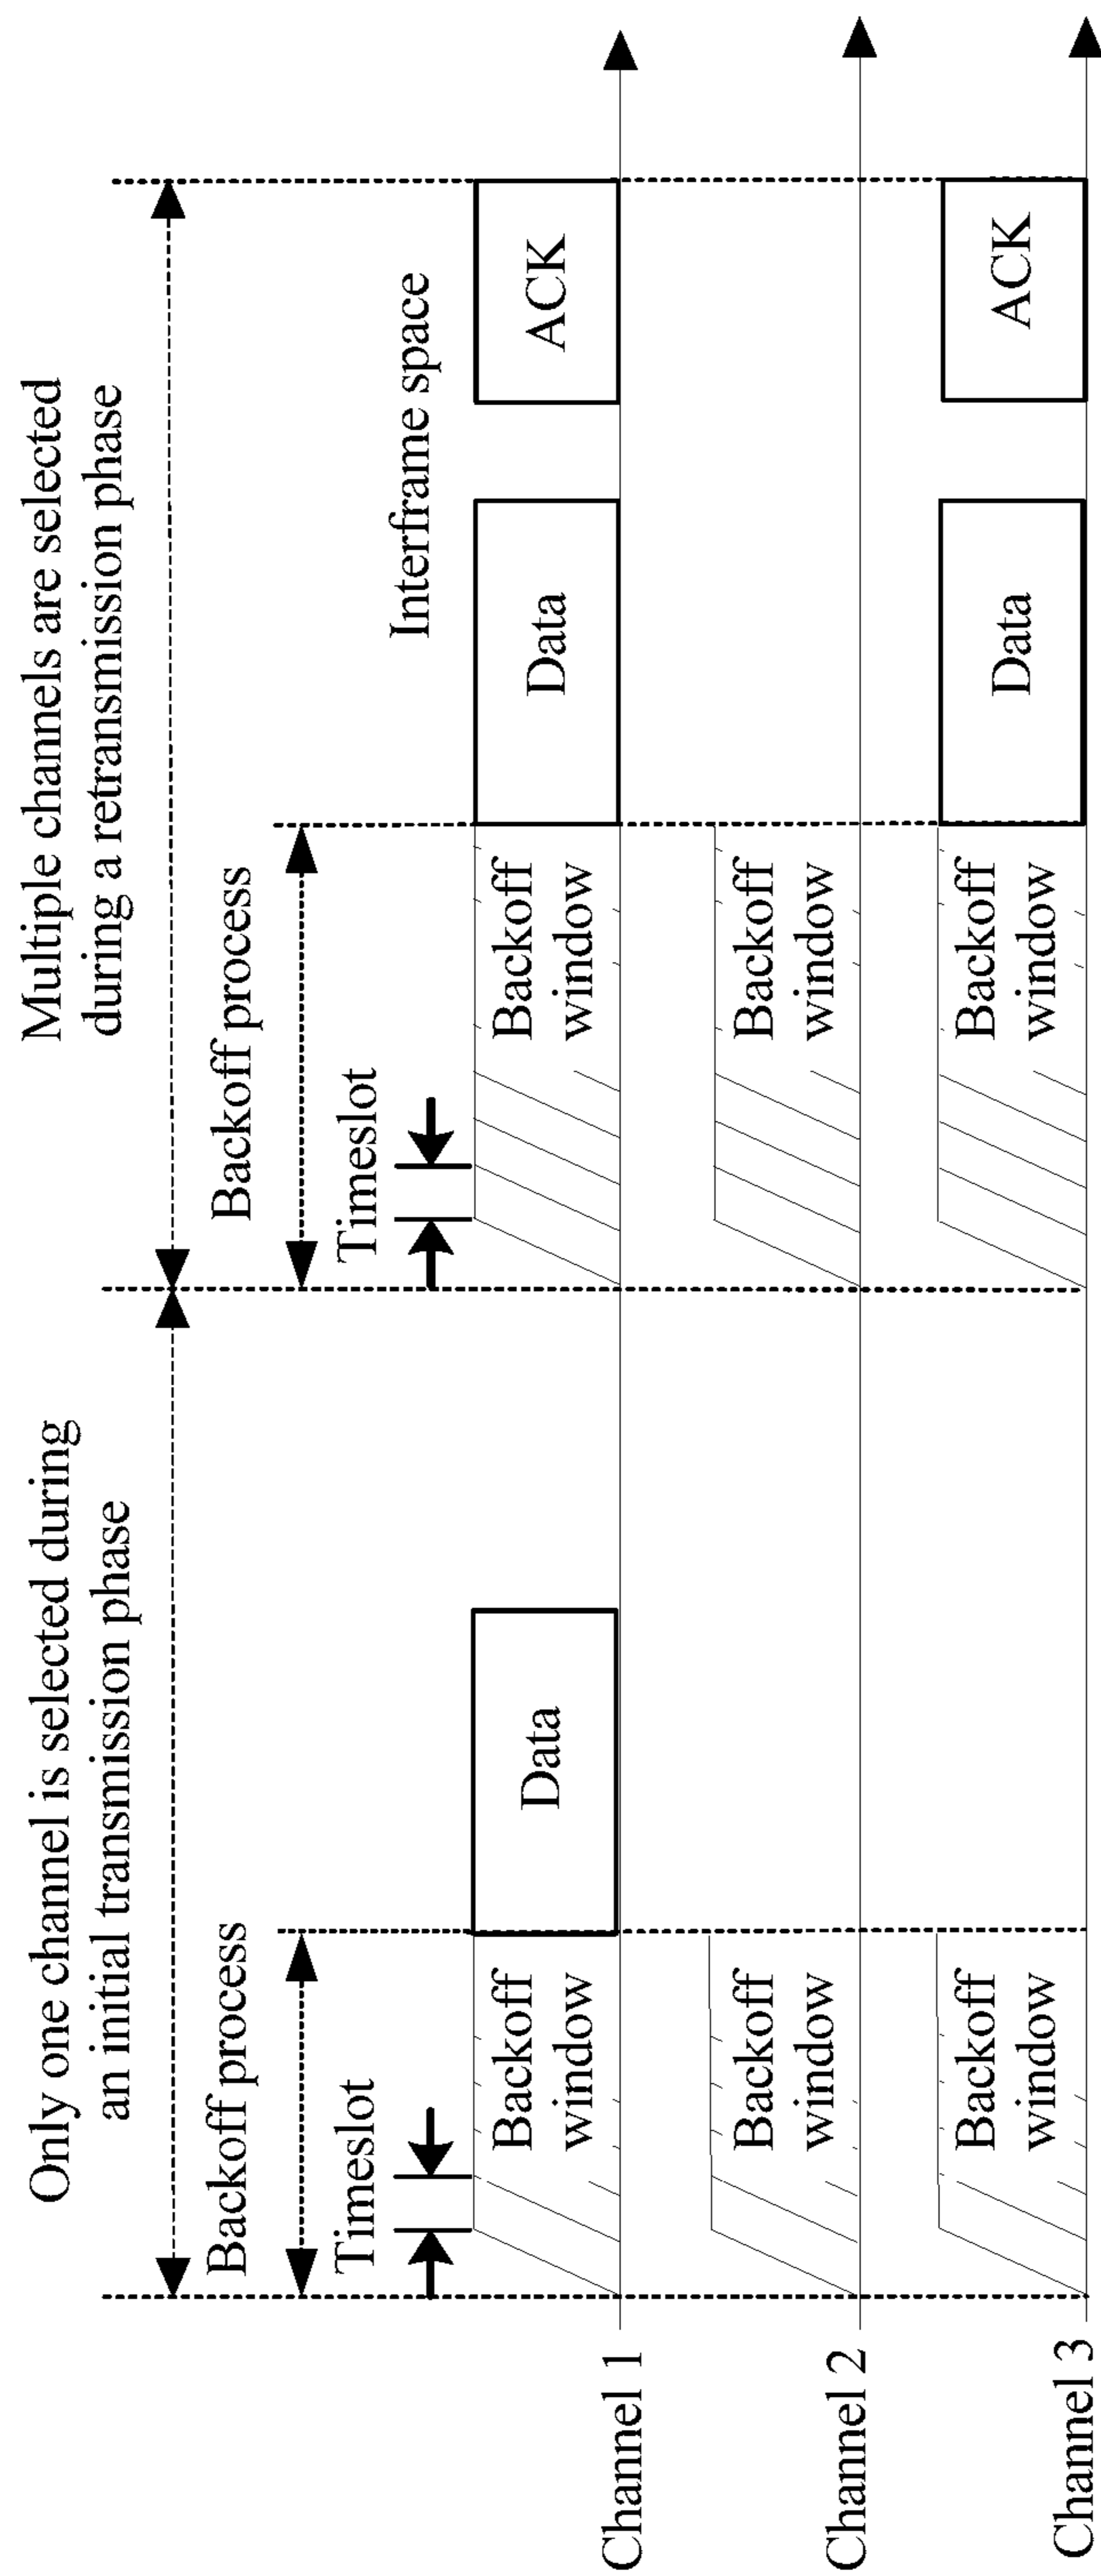 Only one channel is selected during
an initial transmission phase
Multiple channels are selected
during a retransmission phase
Backoff process
Backoff process
Timeslot
Timeslot
Interframe space
Channel 1
Backoff
window
Data
Backoff
window
Data
ACK
Channel 2
Backoff
window
Backoff
window
Channel 3
Backoff
window
Backoff
window
Data
ACK